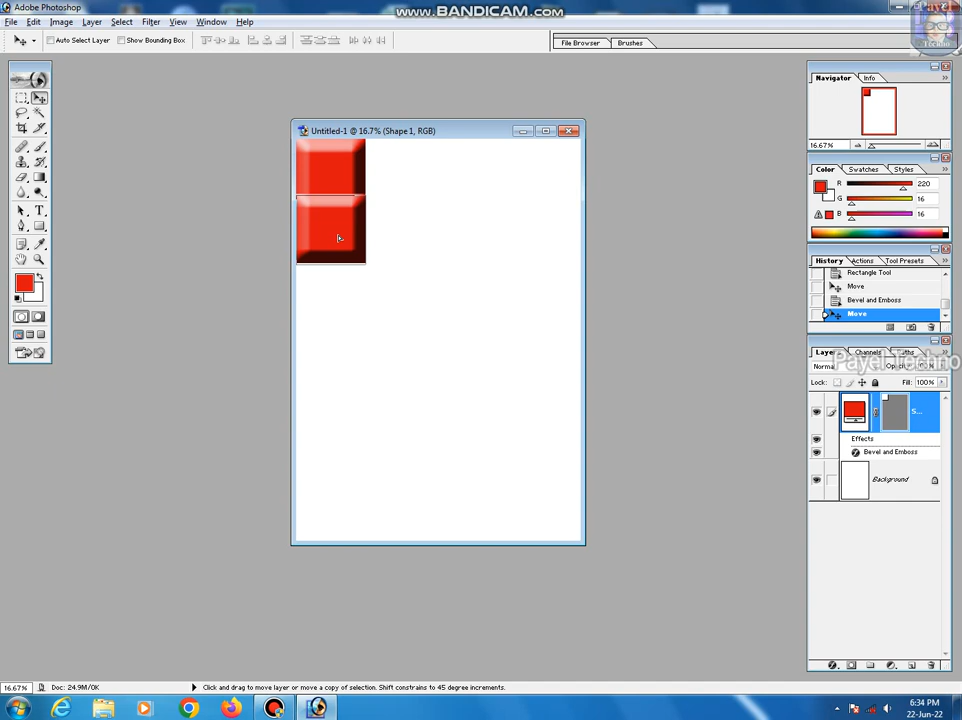 Adobe Photoshop
www.BANDICAM.com
File Edit Image Layer Select Filter View Window Help
Auto Select Layer Show Bounding Box
File Browser Brushes
Payel
Techno
Untitled-1 @ 16.7% (Shape 1, RGB)
Navigator Info
16.67%
Color Swatches Styles
R 220
G 16
B 16
History Actions Tool Presets
Rectangle Tool
Move
Bevel and Emboss
Move
Layers Channels Paths
Payel Techno
Normal Opacity: 100%
Lock: Fill: 100%
S...
Effects
Bevel and Emboss
Background
16.67% Doc: 24.9M/0K Click and drag to move layer or move a copy of selection. Shift constrains to 45 degree increments.
6:34 PM
22-Jun-22